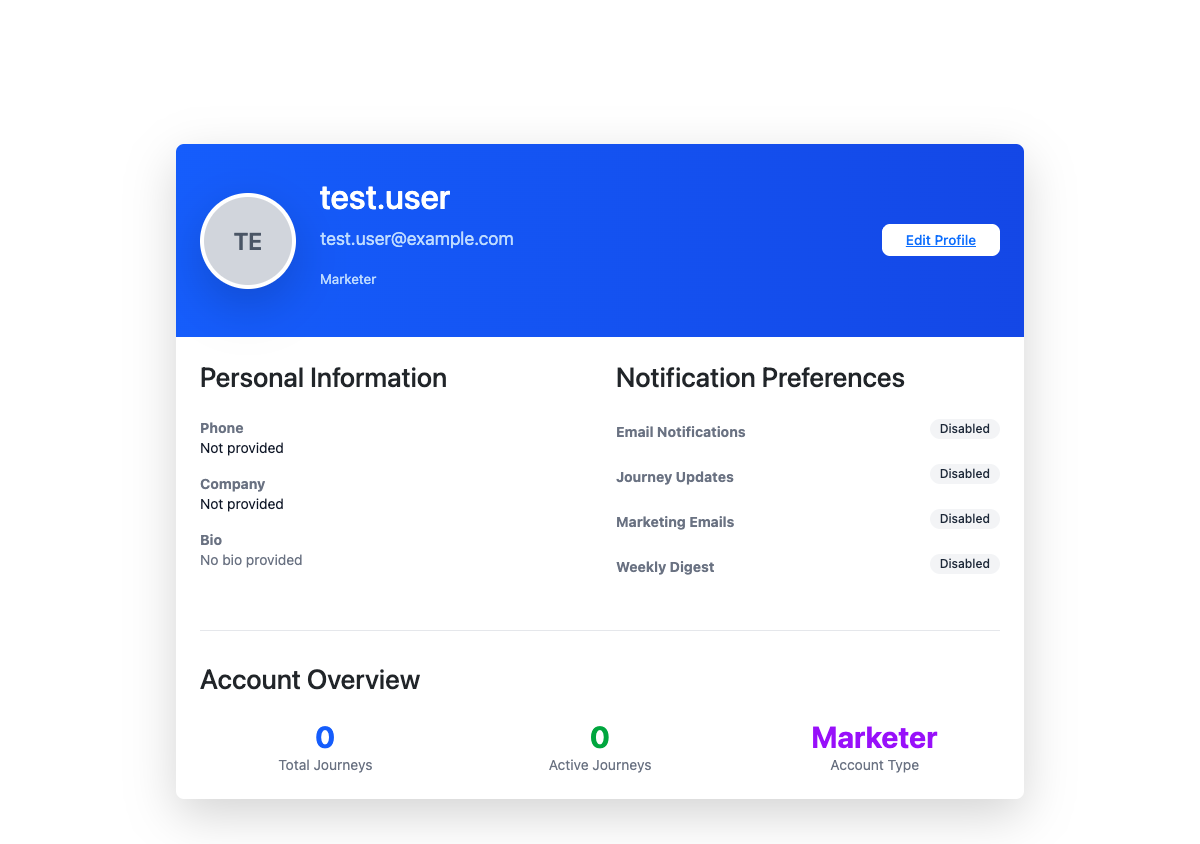 TE
test.user
test.user@example.com
Marketer
Edit Profile
Personal Information
Phone
Not provided
Company
Not provided
Bio
No bio provided
Notification Preferences
Email Notifications
Disabled
Journey Updates
Disabled
Marketing Emails
Disabled
Weekly Digest
Disabled
Account Overview
0
Total Journeys
0
Active Journeys
Marketer
Account Type